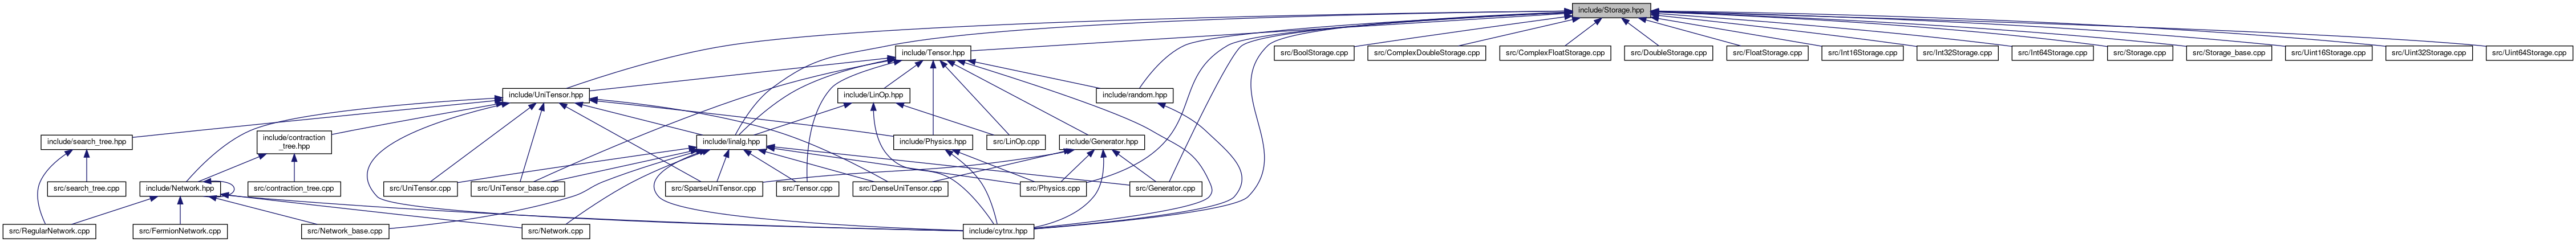 include/Storage.hpp
include/Tensor.hpp
src/BoolStorage.cpp
src/ComplexDoubleStorage.cpp
src/ComplexFloatStorage.cpp
src/DoubleStorage.cpp
src/FloatStorage.cpp
src/Int16Storage.cpp
src/Int32Storage.cpp
src/Int64Storage.cpp
src/Storage.cpp
src/Storage_base.cpp
src/Uint16Storage.cpp
src/Uint32Storage.cpp
src/Uint64Storage.cpp
include/UniTensor.hpp
include/LinOp.hpp
include/random.hpp
include/search_tree.hpp
include/contraction
_tree.hpp
include/linalg.hpp
include/Physics.hpp
src/LinOp.cpp
include/Generator.hpp
src/search_tree.cpp
include/Network.hpp
src/contraction_tree.cpp
src/UniTensor.cpp
src/UniTensor_base.cpp
src/SparseUniTensor.cpp
src/Tensor.cpp
src/DenseUniTensor.cpp
src/Physics.cpp
src/Generator.cpp
src/RegularNetwork.cpp
src/FermionNetwork.cpp
src/Network_base.cpp
src/Network.cpp
include/cytnx.hpp